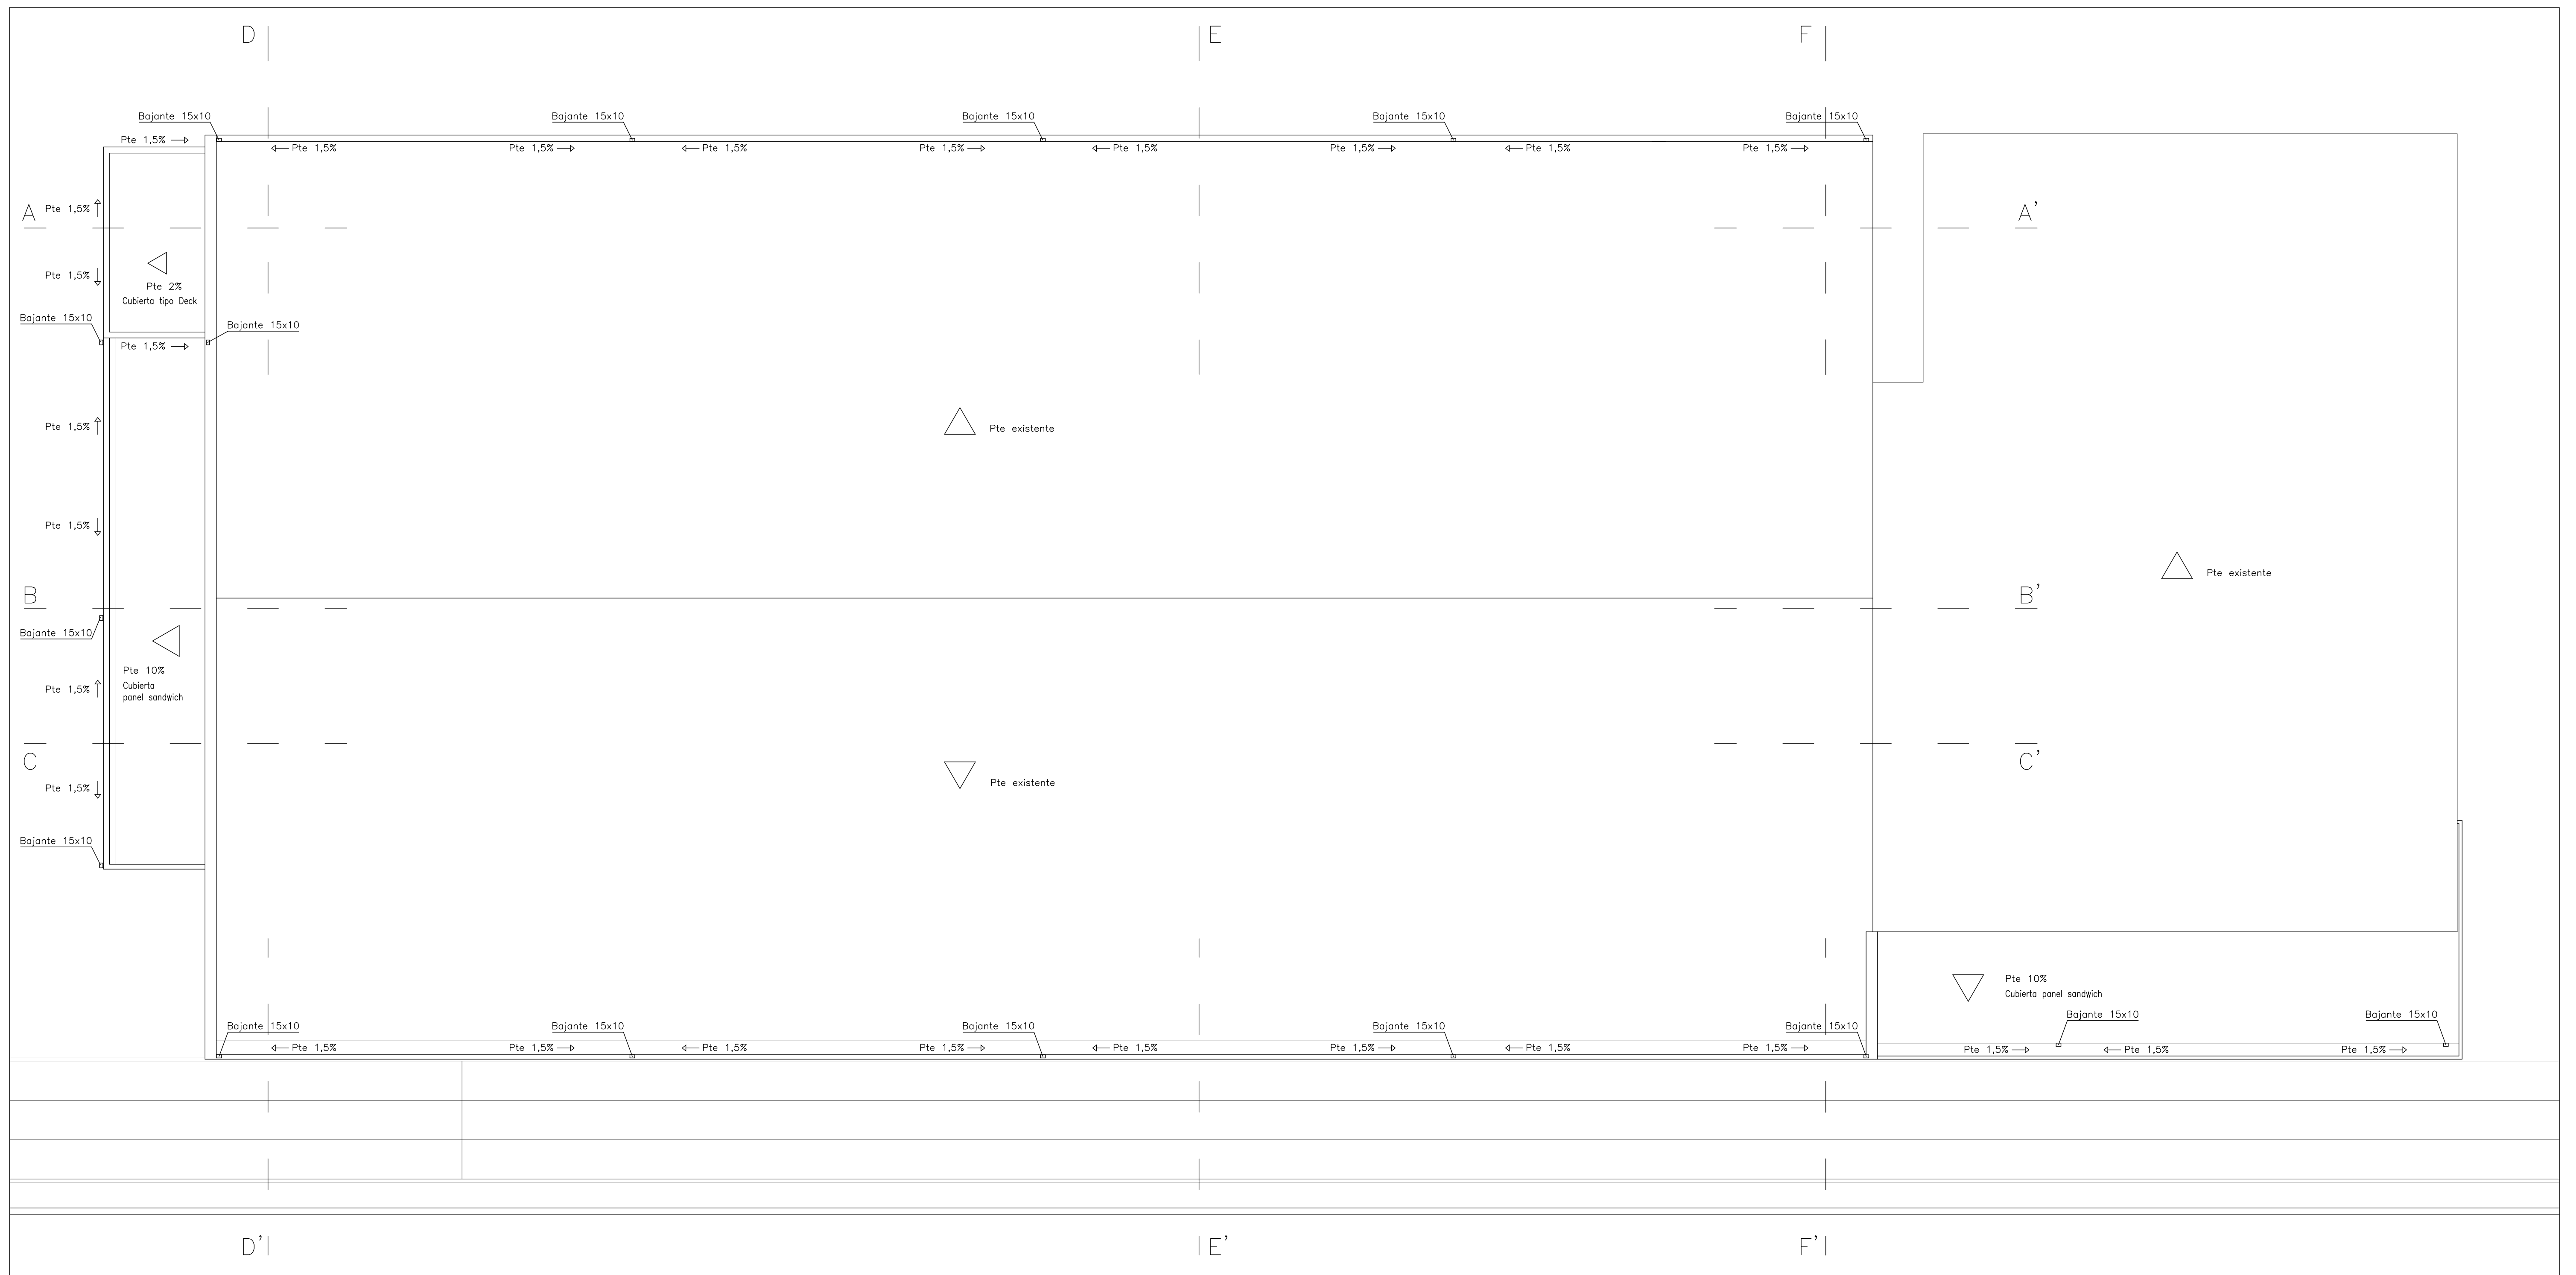 D
E
F
Bajante 15x10
Bajante 15x10
Bajante 15x10
Bajante 15x10
Bajante 15x10
Pte 1,5%
Pte 1,5%
Pte 1,5%
Pte 1,5%
Pte 1,5%
Pte 1,5%
Pte 1,5%
Pte 1,5%
Pte 1,5%
A
Pte 1,5%
A'
Pte 1,5%
Pte 2%
Cubierta tipo Deck
Bajante 15x10
Bajante 15x10
Pte 1,5%
Pte 1,5%
Pte existente
Pte 1,5%
Pte existente
B
B'
Bajante 15x10
Pte 10%
Cubierta
panel sandwich
Pte 1,5%
C
C'
Pte existente
Pte 1,5%
Bajante 15x10
Pte 10%
Cubierta panel sandwich
Bajante 15x10
Bajante 15x10
Bajante 15x10
Bajante 15x10
Bajante 15x10
Bajante 15x10
Bajante 15x10
Pte 1,5%
Pte 1,5%
Pte 1,5%
Pte 1,5%
Pte 1,5%
Pte 1,5%
Pte 1,5%
Pte 1,5%
Pte 1,5%
Pte 1,5%
Pte 1,5%
D'
E'
F'